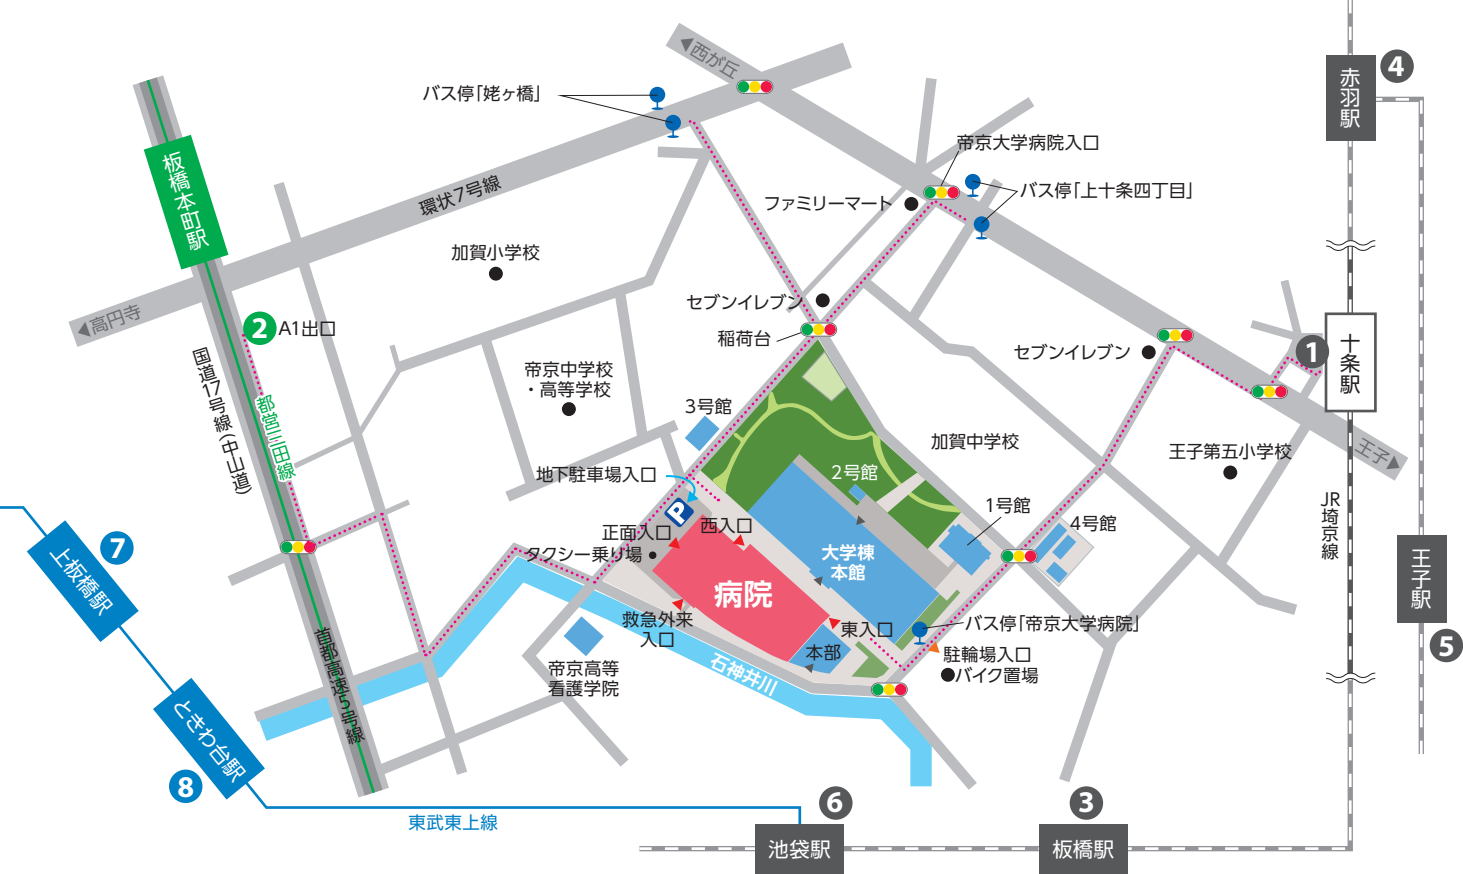 ◀西が丘
バス停「姥ヶ橋」
赤羽駅
4
帝京大学病院入口
板橋本町駅
環状7号線
ファミリーマート
バス停「上十条四丁目」
加賀小学校
セブンイレブン
◀高円寺
2
A1出口
稲荷台
セブンイレブン
1
十条駅
国道17号線(中山道)
都営三田線
帝京中学校
・高等学校
3号館
加賀中学校
王子第五小学校
王子▶
地下駐車場入口
2号館
P
1号館
4号館
JR埼京線
正面入口
西入口
タクシー乗り場
大学棟
本館
7
上板橋駅
病院
王子駅
5
救急外来
入口
東入口
バス停「帝京大学病院」
首都高速5号線
本部
駐輪場入口
バイク置場
帝京高等
看護学院
石神井川
ときわ台駅
8
東武東上線
6
池袋駅
3
板橋駅